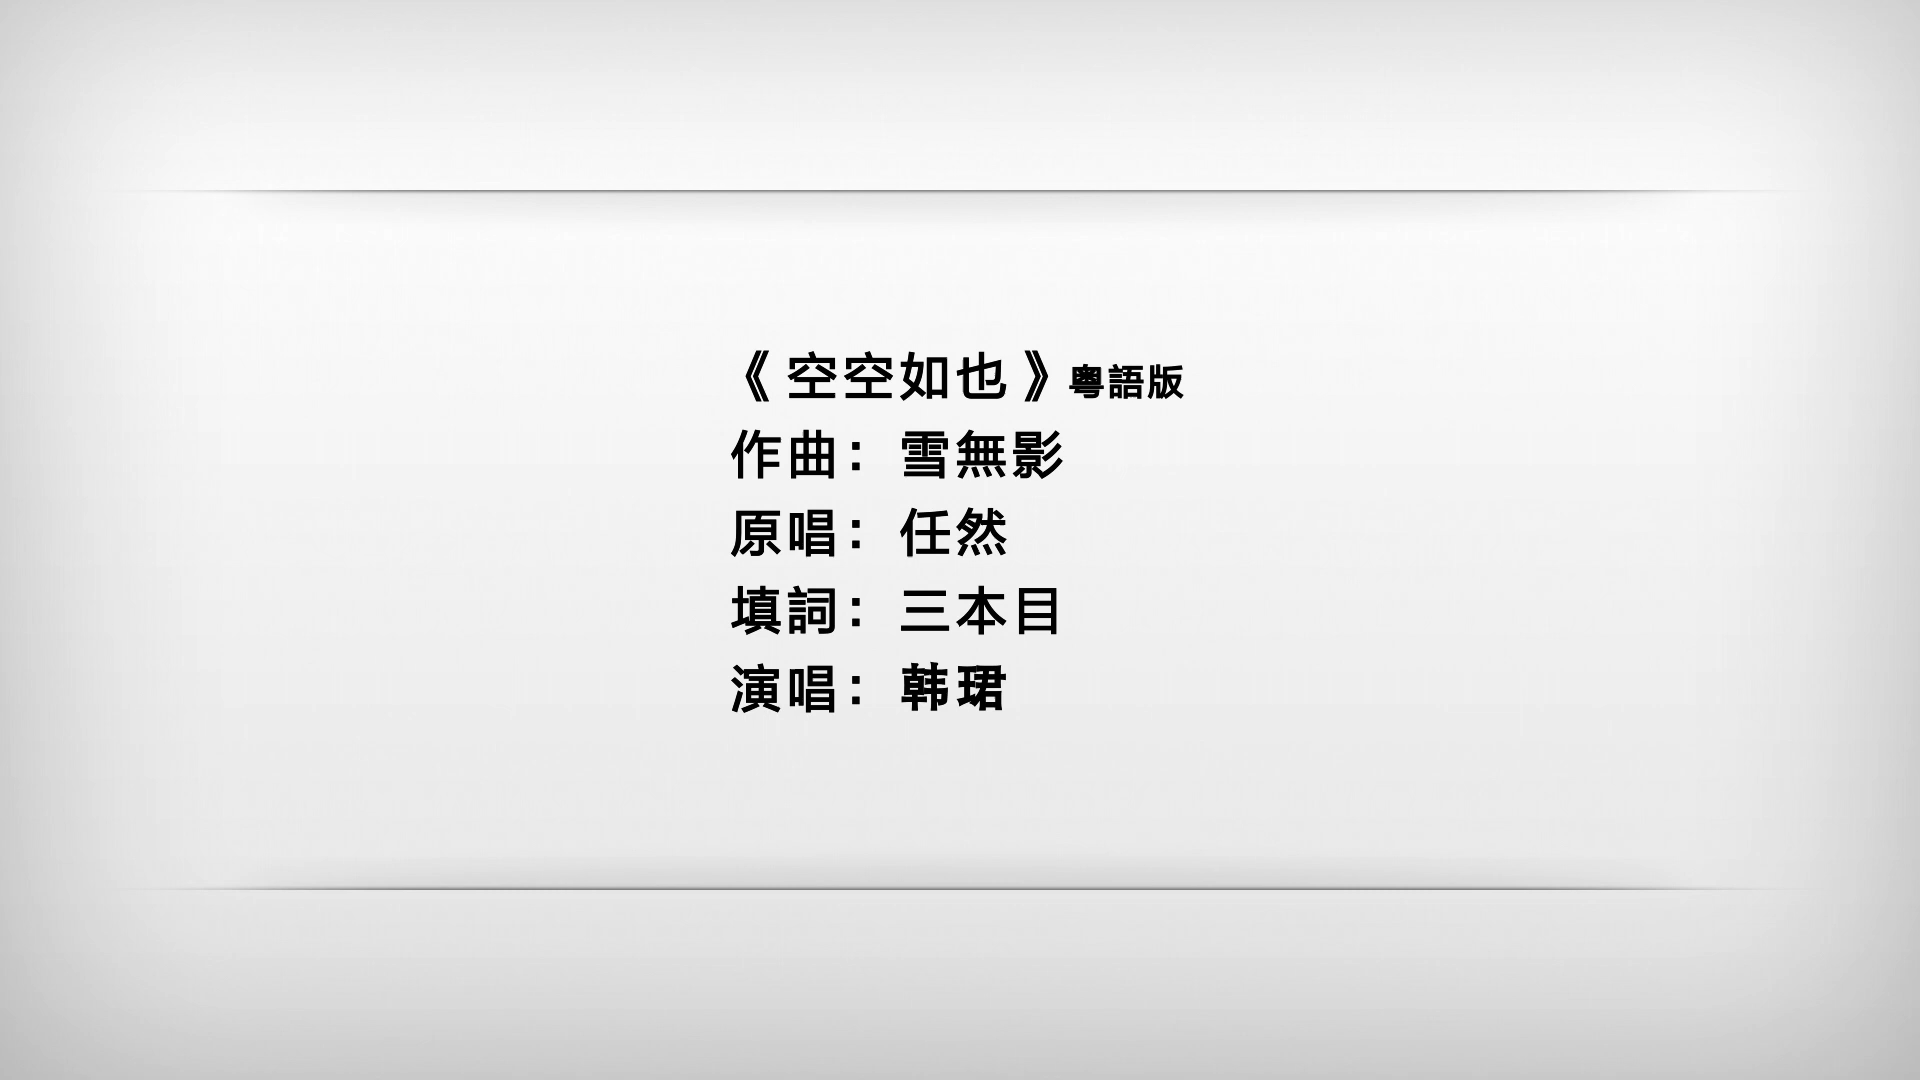 《 空空如也 》粵語版
作曲： 雪無影
原唱： 任然
填詞： 三本目
演唱： 韩珺